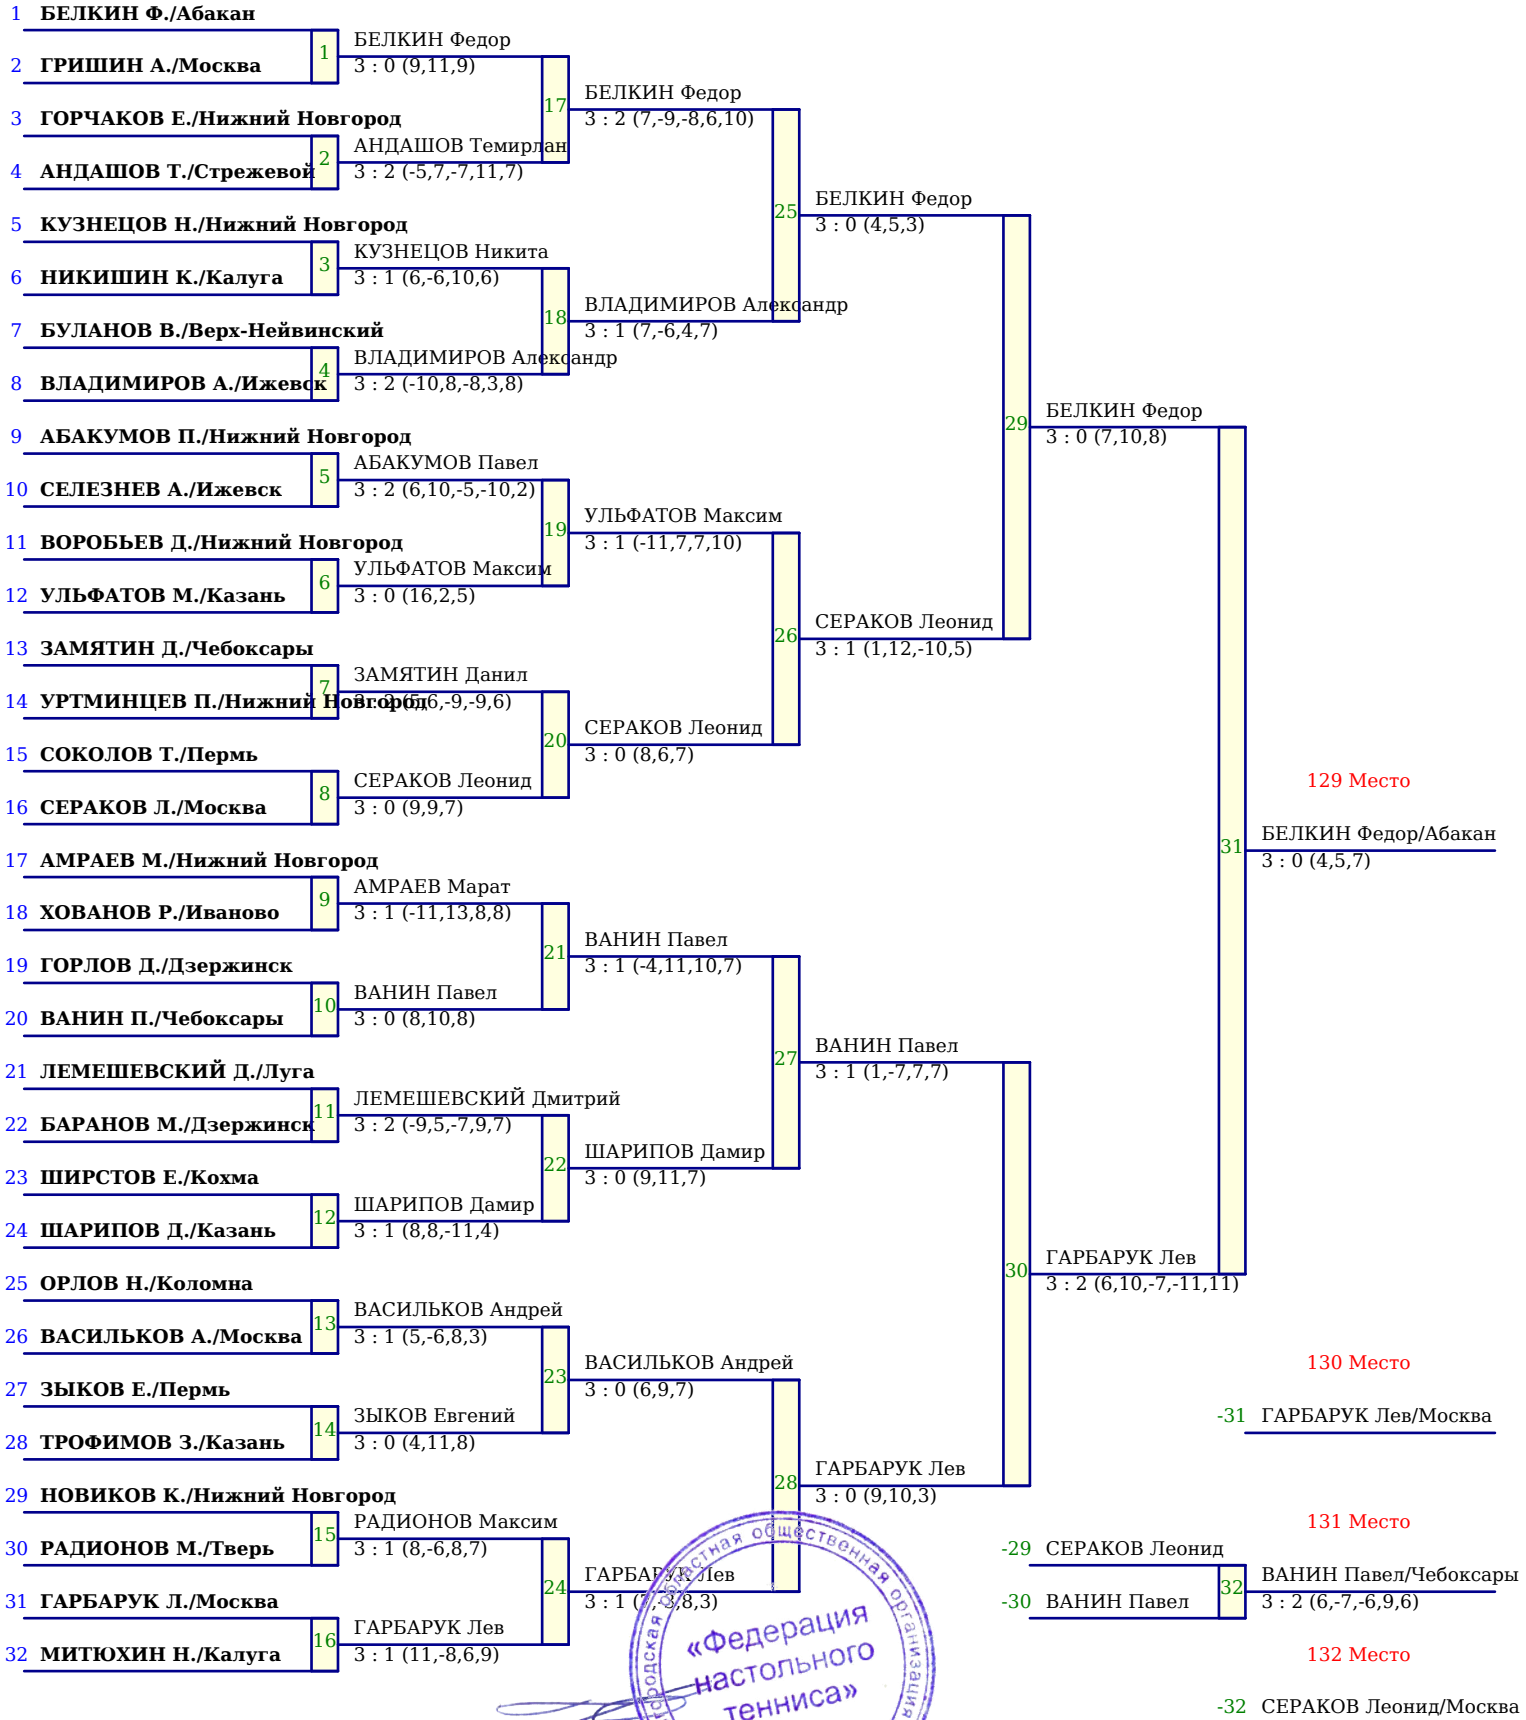 1 БЕЛКИН Ф./Абакан
1 БЕЛКИН Федор
2 ГРИШИН А./Москва
3 : 0 (9,11,9)
17 БЕЛКИН Федор
3 : 2 (7,-9,-8,6,10)
3 ГОРЧАКОВ Е./Нижний Новгород
2 АНДАШОВ Темирлан
4 АНДАШОВ Т./Стрежевой
3 : 2 (-5,7,-7,11,7)
25 БЕЛКИН Федор
3 : 0 (4,5,3)
5 КУЗНЕЦОВ Н./Нижний Новгород
3 КУЗНЕЦОВ Никита
6 НИКИШИН К./Калуга
3 : 1 (6,-6,10,6)
18 ВЛАДИМИРОВ Александр
3 : 1 (7,-6,4,7)
7 БУЛАНОВ В./Верх-Нейвинский
4 ВЛАДИМИРОВ Александр
8 ВЛАДИМИРОВ А./Ижевск
3 : 2 (-10,8,-8,3,8)
29 БЕЛКИН Федор
3 : 0 (7,10,8)
9 АБАКУМОВ П./Нижний Новгород
5 АБАКУМОВ Павел
10 СЕЛЕЗНЕВ А./Ижевск
3 : 2 (6,10,-5,-10,2)
19 УЛЬФАТОВ Максим
3 : 1 (-11,7,7,10)
11 ВОРОБЬЕВ Д./Нижний Новгород
6 УЛЬФАТОВ Максим
12 УЛЬФАТОВ М./Казань
3 : 0 (16,2,5)
26 СЕРАКОВ Леонид
3 : 1 (1,12,-10,5)
13 ЗАМЯТИН Д./Чебоксары
7 ЗАМЯТИН Данил
14 УРТМИНЦЕВ П./Нижний Новгород
3 : 2 (5,6,-9,-9,6)
20 СЕРАКОВ Леонид
3 : 0 (8,6,7)
15 СОКОЛОВ Т./Пермь
8 СЕРАКОВ Леонид
16 СЕРАКОВ Л./Москва
3 : 0 (9,9,7)
129 Место
31 БЕЛКИН Федор/Абакан
3 : 0 (4,5,7)
17 АМРАЕВ М./Нижний Новгород
9 АМРАЕВ Марат
18 ХОВАНОВ Р./Иваново
3 : 1 (-11,13,8,8)
21 ВАНИН Павел
3 : 1 (-4,11,10,7)
19 ГОРЛОВ Д./Дзержинск
10 ВАНИН Павел
20 ВАНИН П./Чебоксары
3 : 0 (8,10,8)
27 ВАНИН Павел
3 : 1 (1,-7,7,7)
21 ЛЕМЕШЕВСКИЙ Д./Луга
11 ЛЕМЕШЕВСКИЙ Дмитрий
22 БАРАНОВ М./Дзержинск
3 : 2 (-9,5,-7,9,7)
22 ШАРИПОВ Дамир
3 : 0 (9,11,7)
23 ШИРСТОВ Е./Кохма
12 ШАРИПОВ Дамир
24 ШАРИПОВ Д./Казань
3 : 1 (8,8,-11,4)
30 ГАРБАРУК Лев
3 : 2 (6,10,-7,-11,11)
25 ОРЛОВ Н./Коломна
13 ВАСИЛЬКОВ Андрей
26 ВАСИЛЬКОВ А./Москва
3 : 1 (5,-6,8,3)
23 ВАСИЛЬКОВ Андрей
3 : 0 (6,9,7)
27 ЗЫКОВ Е./Пермь
14 ЗЫКОВ Евгений
28 ТРОФИМОВ З./Казань
3 : 0 (4,11,8)
130 Место
-31 ГАРБАРУК Лев/Москва
28 ГАРБАРУК Лев
3 : 0 (9,10,3)
29 НОВИКОВ К./Нижний Новгород
15 РАДИОНОВ Максим
30 РАДИОНОВ М./Тверь
3 : 1 (8,-6,8,7)
24 ГАРБАРУК Лев
3 : 1 (7,-3,8,3)
31 ГАРБАРУК Л./Москва
16 ГАРБАРУК Лев
32 МИТЮХИН Н./Калуга
3 : 1 (11,-8,6,9)
131 Место
-29 СЕРАКОВ Леонид
32 ВАНИН Павел/Чебоксары
-30 ВАНИН Павел
3 : 2 (6,-7,-6,9,6)
132 Место
-32 СЕРАКОВ Леонид/Москва
областная общественная организация
«Федерация
настольного
тенниса»